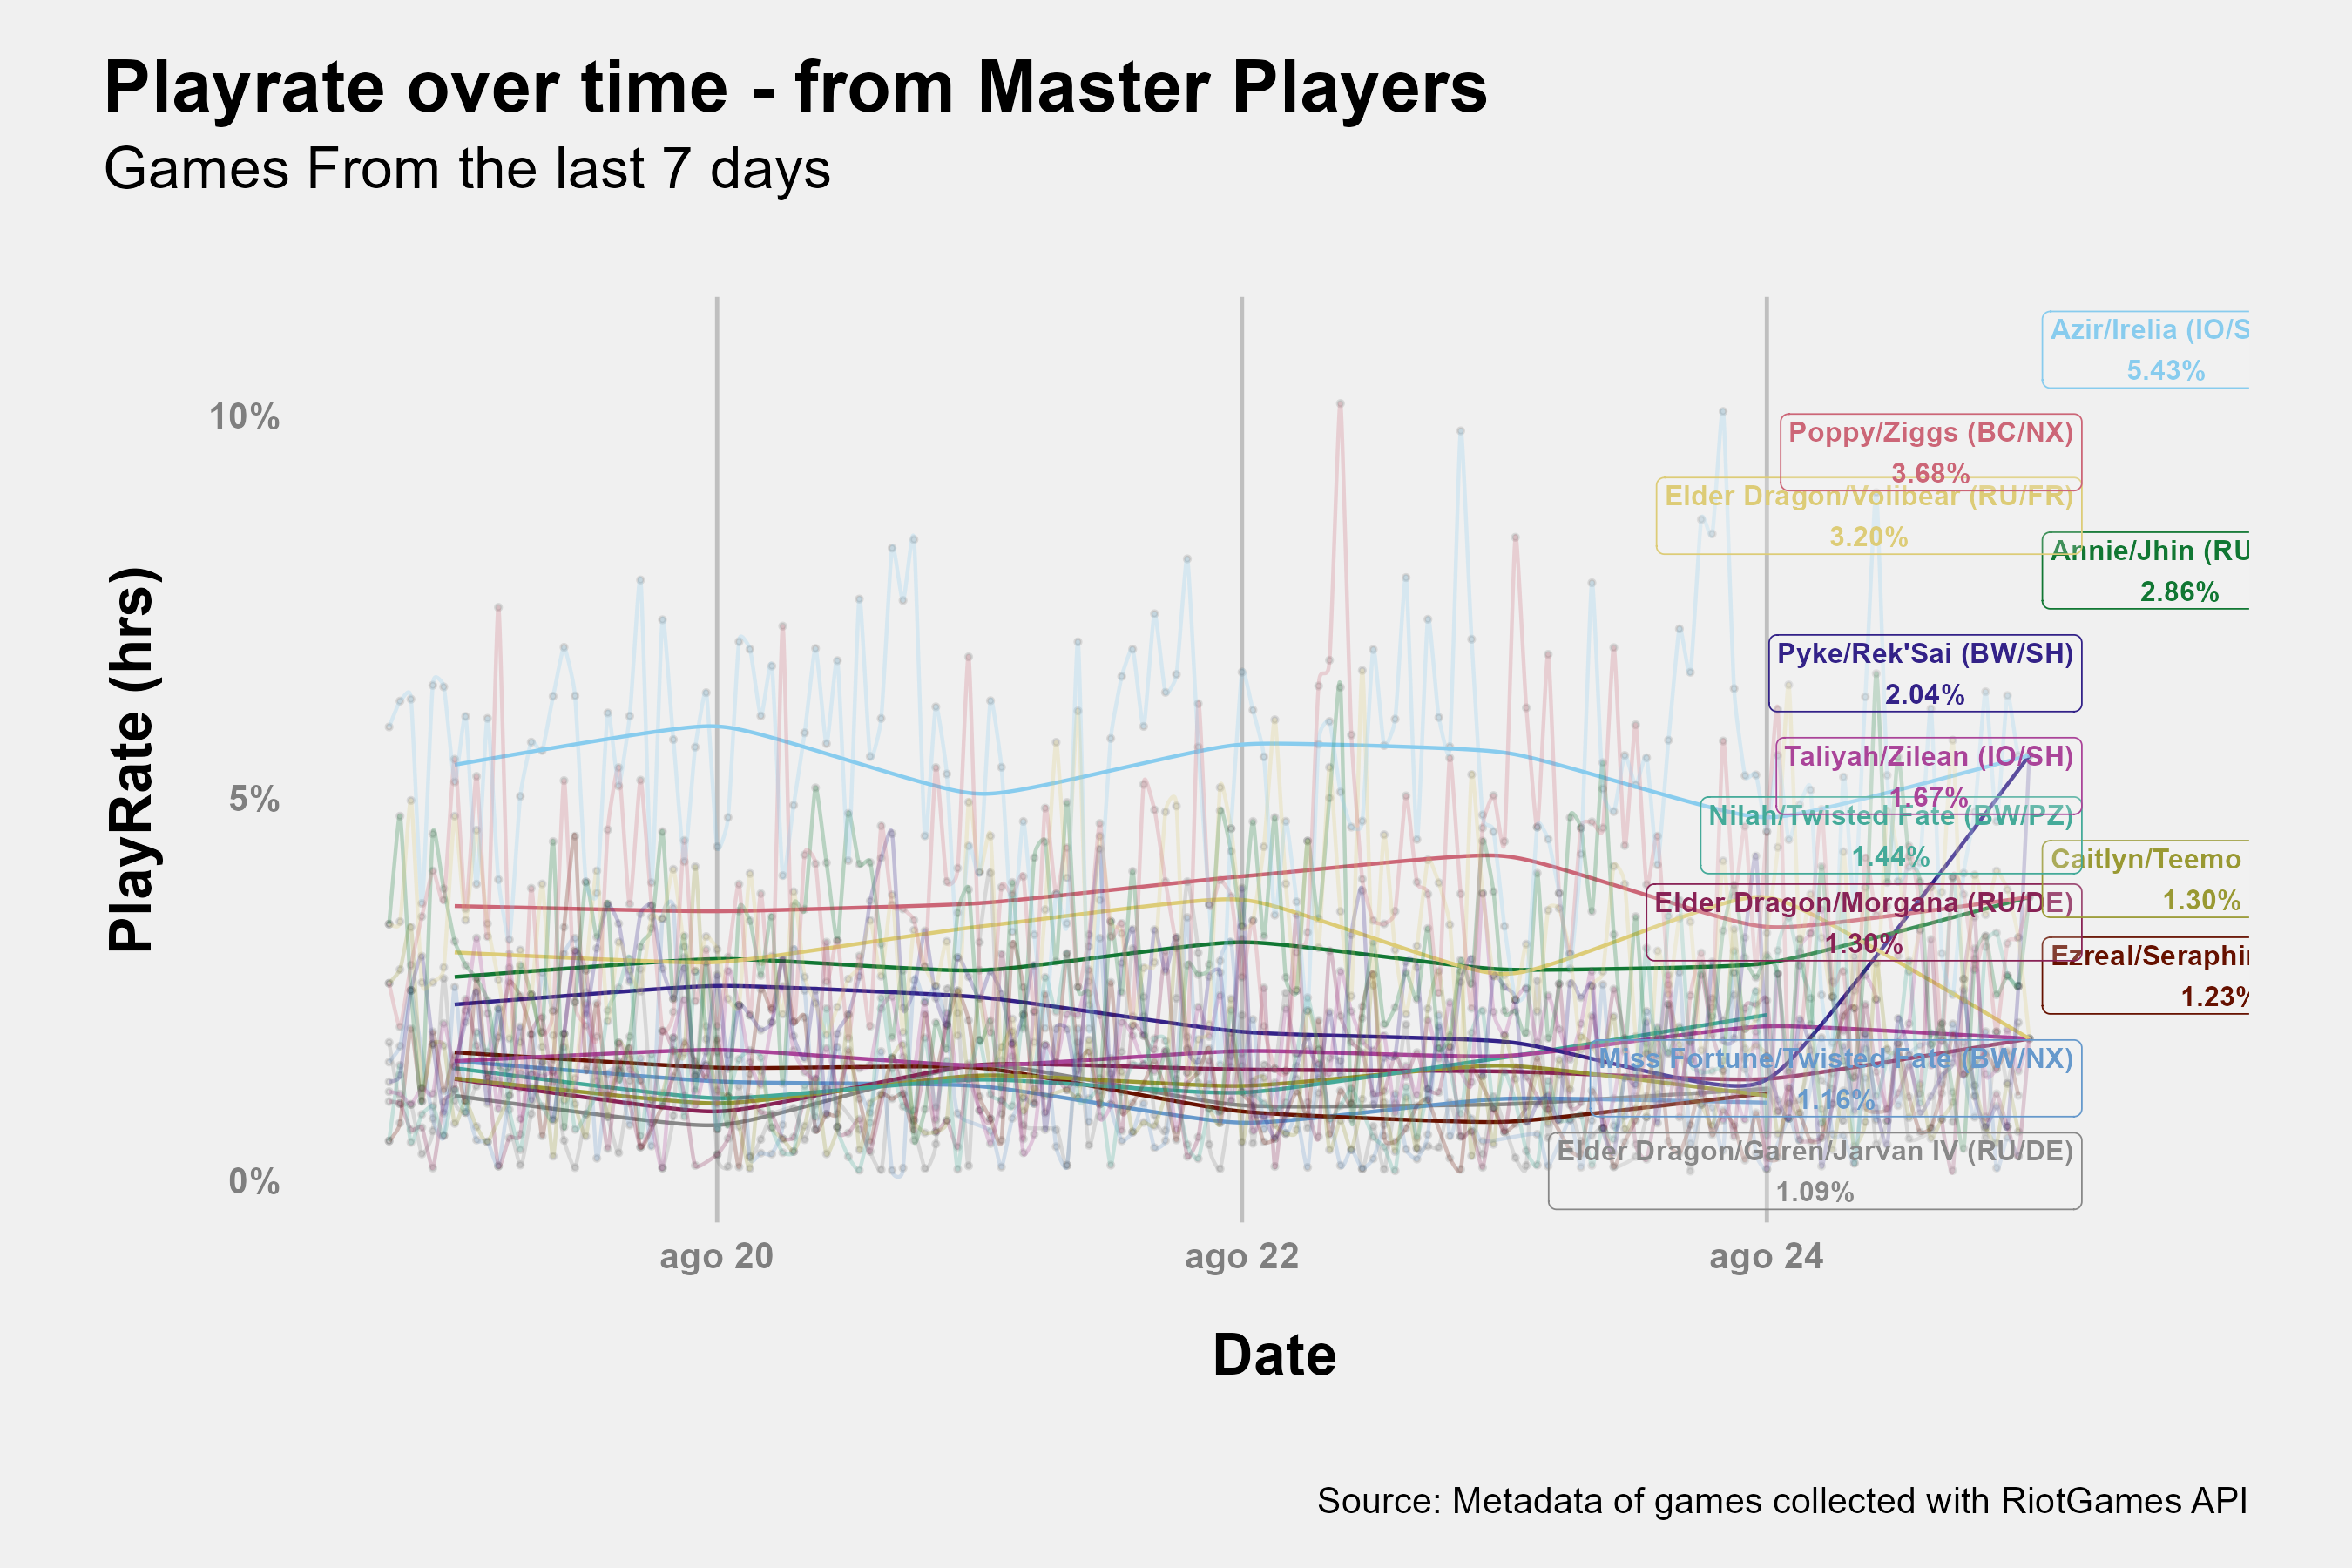 Playrate over time - from Master Players
Games From the last 7 days
PlayRate (hrs)
10%
5%
0%
Azir/Irelia (IO/S
5.43%
Poppy/Ziggs (BC/NX)
3.68%
Elder Dragon/Volibear (RU/FR)
3.20%
Annie/Jhin (RU
2.86%
Pyke/Rek'Sai (BW/SH)
2.04%
Taliyah/Zilean (IO/SH)
1.67%
Nilah/Twisted Fate (BW/PZ)
1.44%
Caitlyn/Teemo
1.30%
Elder Dragon/Morgana (RU/DE)
1.30%
Ezreal/Seraphi
1.23%
Miss Fortune/Twisted Fate (BW/NX)
1.16%
Elder Dragon/Garen/Jarvan IV (RU/DE)
1.09%
ago 20
ago 22
ago 24
Date
Source: Metadata of games collected with RiotGames API